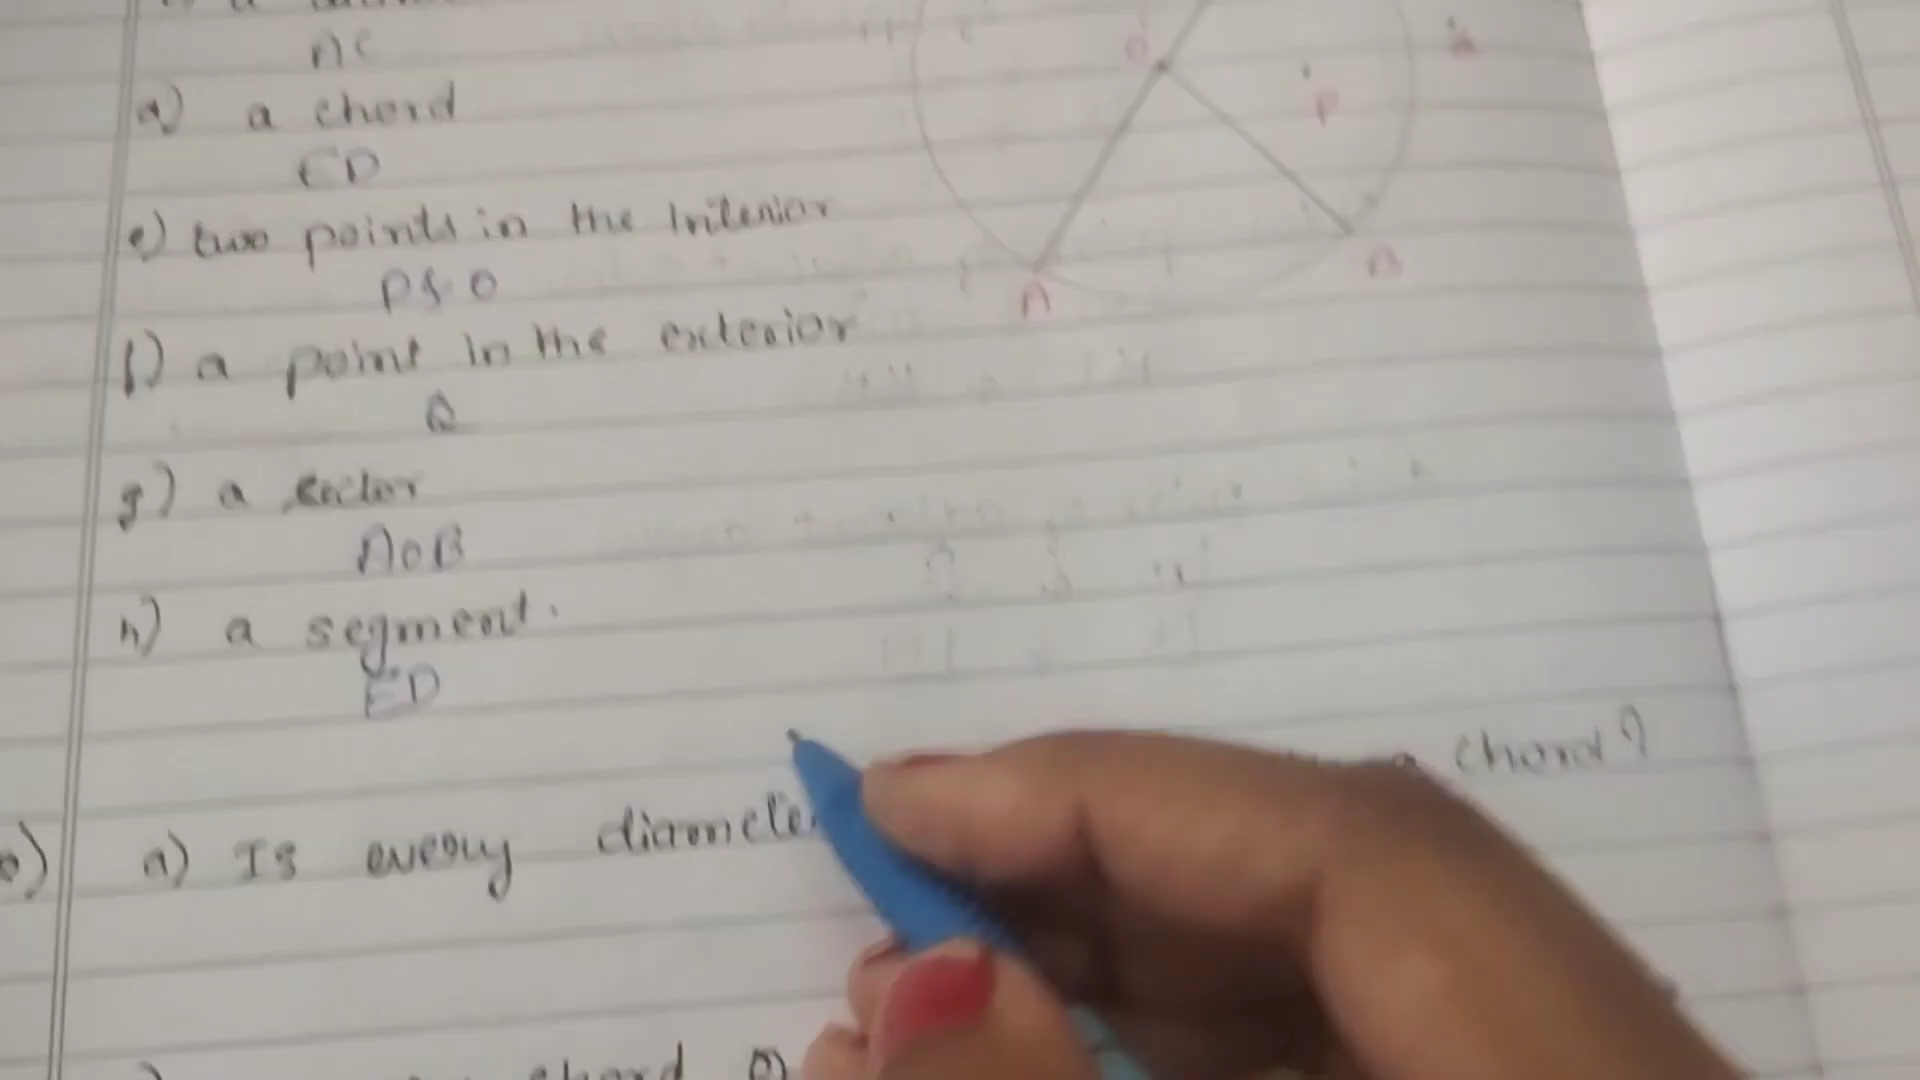 AC
d) a chord
ED
e) two points in the Interior
P & O
f) a point in the exterior
Q
g) a sector
AOB
h) a segment.
ED
a) Is every diameter a chord?
chord
O
P
A
B